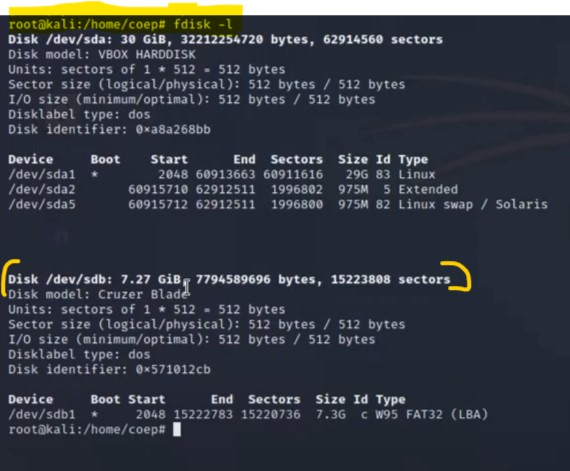 root@kali:/home/coep# fdisk -l
Disk /dev/sda: 30 GiB, 32212254720 bytes, 62914560 sectors
Disk model: VBOX HARDDISK
Units: sectors of 1 * 512 = 512 bytes
Sector size (logical/physical): 512 bytes / 512 bytes
I/O size (minimum/optimal): 512 bytes / 512 bytes
Disklabel type: dos
Disk identifier: 0×a8a268bb
Device     Boot    Start      End  Sectors  Size Id Type
/dev/sda1  *        2048 60913663 60911616   29G 83 Linux
/dev/sda2       60915710 62912511  1996802  975M  5 Extended
/dev/sda5       60915712 62912511  1996800  975M 82 Linux swap / Solaris
Disk /dev/sdb: 7.27 GiB, 7794589696 bytes, 15223808 sectors
Disk model: Cruzer Blade
Units: sectors of 1 * 512 = 512 bytes
Sector size (logical/physical): 512 bytes / 512 bytes
I/O size (minimum/optimal): 512 bytes / 512 bytes
Disklabel type: dos
Disk identifier: 0×571012cb
Device     Boot Start      End  Sectors  Size Id Type
/dev/sdb1  *     2048 15222783 15220736  7.3G  c W95 FAT32 (LBA)
root@kali:/home/coep#